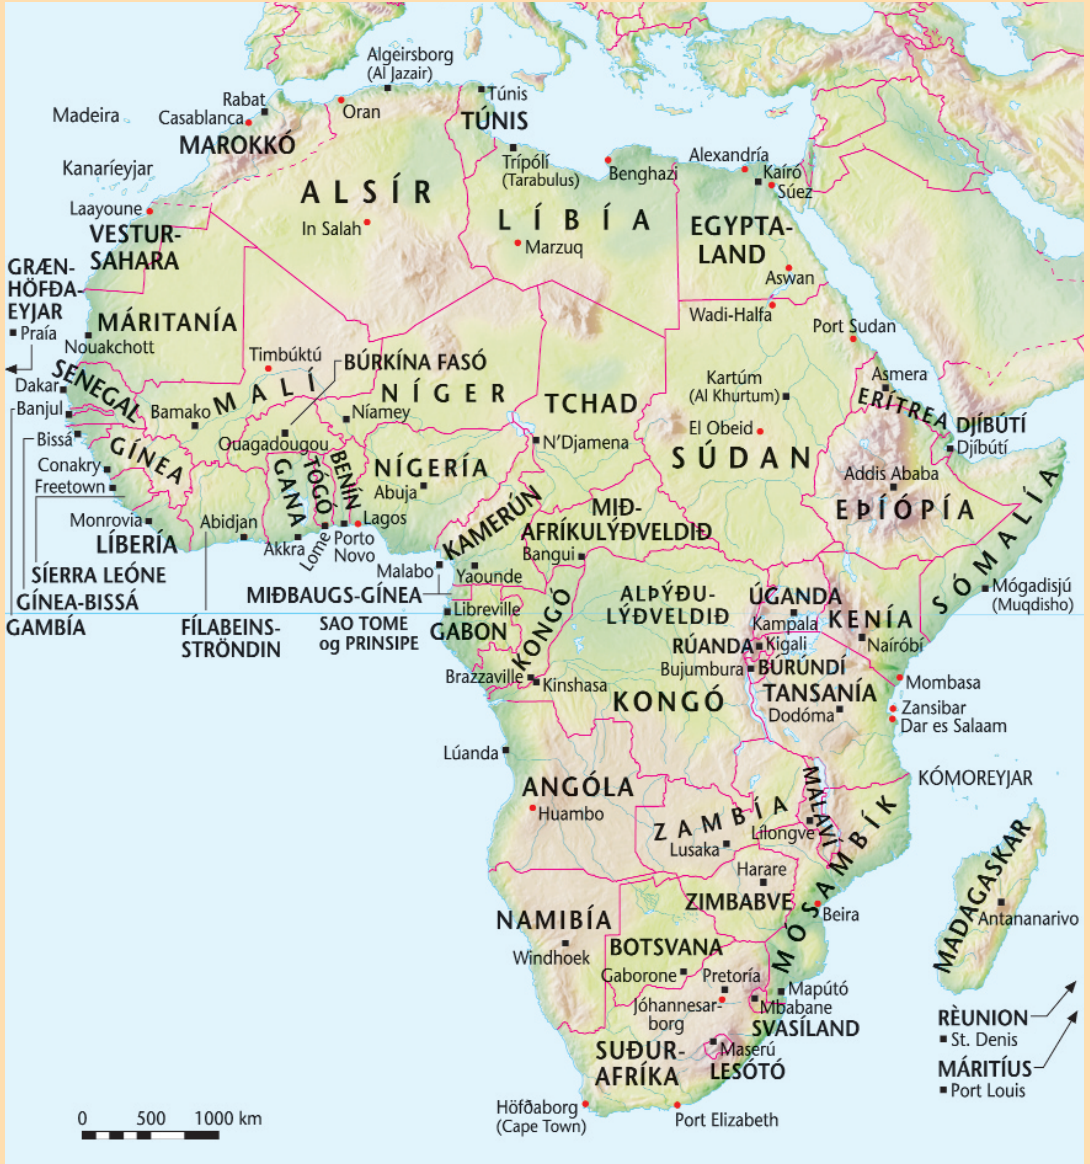 Algeirsborg
(Al Jazair)
Madeira
Rabat
Casablanca
Oran
Túnis
TÚNIS
MAROKKÓ
Trípólí
(Tarabulus)
Benghazi
Alexandría
Kaíró
Súez
Kanaríeyjar
ALSÍR
In Salah
LÍBÍA
Marzuq
EGYPTA-
LAND
Aswan
Laayoune
VESTUR-
SAHARA
GRÆN-
HÖFÐA-
EYJAR
Praía
MÁRITANÍA
Nouakchott
Wadi-Halfa
Port Sudan
Timbúktú
BÚRKÍNA FASÓ
SENEGAL
Dakar
Banjul
MALÍ
Bamako
NÍGER
Níamey
TCHAD
N'Djamena
Kartúm
(Al Khurtum)
El Obeid
SÚDAN
Asmera
ERÍTREA
DJÍBÚTÍ
Djíbútí
Bissá
GÍNEA
Ouagadougou
Conakry
Freetown
GANA
TOGÓ
BENÍN
NÍGERÍA
Abuja
Addis Ababa
EÞÍÓPÍA
SÓMALÍA
Monrovia
LÍBERÍA
Abidjan
Akkra
Lome
Porto
Novo
Lagos
KAMERÚN
MIÐ-
AFRÍKULÝÐVELDIÐ
Bangui
SÍERRA LEÓNE
GÍNEA-BISSÁ
GAMBÍA
FÍLABEINS-
STRÖNDIN
Malabo
MIÐBAUGS-GÍNEA
SAO TOME
og PRINSIPE
Yaounde
Libreville
GABON
KONGÓ
Brazzaville
Kinshasa
ALÞÝÐU-
LÝÐVELDIÐ
KONGÓ
ÚGANDA
Kampala
RÚANDA
Kigali
Bujumbura
BÚRÚNDÍ
KENÍA
Naíróbí
Mógadisjú
(Muqdisho)
TANSANÍA
Dodóma
Mombasa
Zansibar
Dar es Salaam
Lúanda
ANGÓLA
Huambo
ZAMBÍA
Lusaka
MALAVÍ
Lílongve
KÓMOREYJAR
MÓSAMBÍK
Harare
ZIMBABVE
Beira
MADAGASKAR
Antananarivo
NAMIBÍA
Windhoek
BOTSVANA
Gaborone
Pretoría
Jóhannesar-
borg
Mapútó
Mbabane
SVASÍLAND
SUÐUR-
AFRÍKA
Maserú
LESÓTÓ
RÈUNION
St. Denis
MÁRITÍUS
Port Louis
Höfðaborg
(Cape Town)
Port Elizabeth
0 500 1000 km